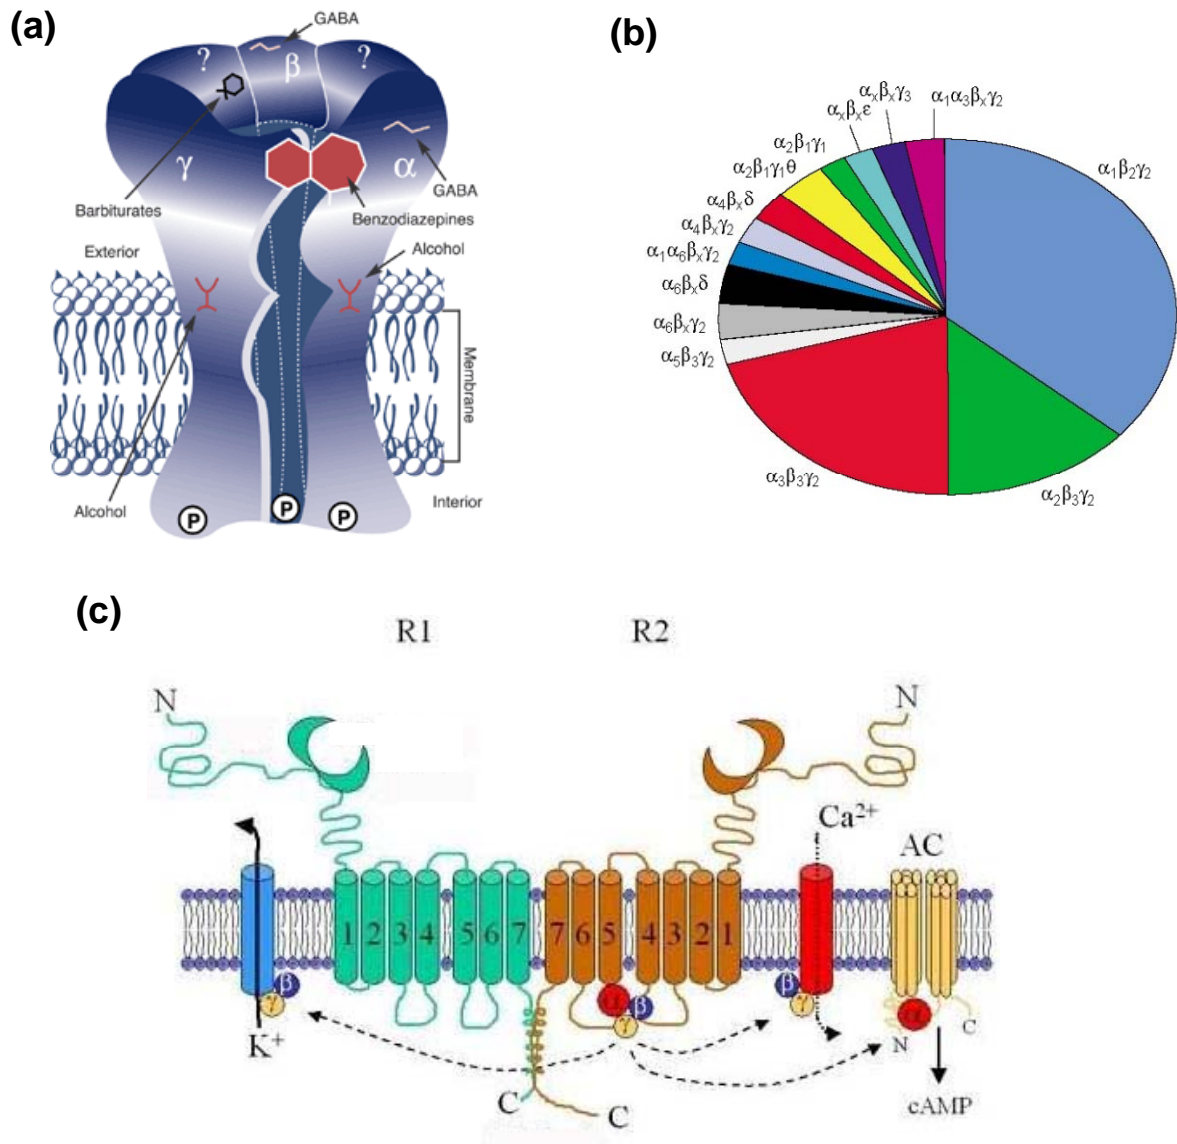 (a)
GABA
?
β
?
γ
α
GABA
Barbiturates
Benzodiazepines
Exterior
Alcohol
Membrane
Alcohol
Interior
P
P
P
(b)
αₓβₓγ₃
α₁α₃βₓγ₂
αₓβₓε
α₂β₁γ₁
α₂β₁γ₁θ
α₁β₂γ₂
α₄βₓδ
α₄βₓγ₂
α₁α₆βₓγ₂
α₆βₓδ
α₆βₓγ₂
α₅β₃γ₂
α₃β₃γ₂
α₂β₃γ₂
(c)
R1 R2
N N
Ca²⁺
AC
1 2 3 4 5 6 7 7 6 5 4 3 2 1
β
γ
α
β
γ
β
γ
α
N
C
K⁺
C
C
cAMP